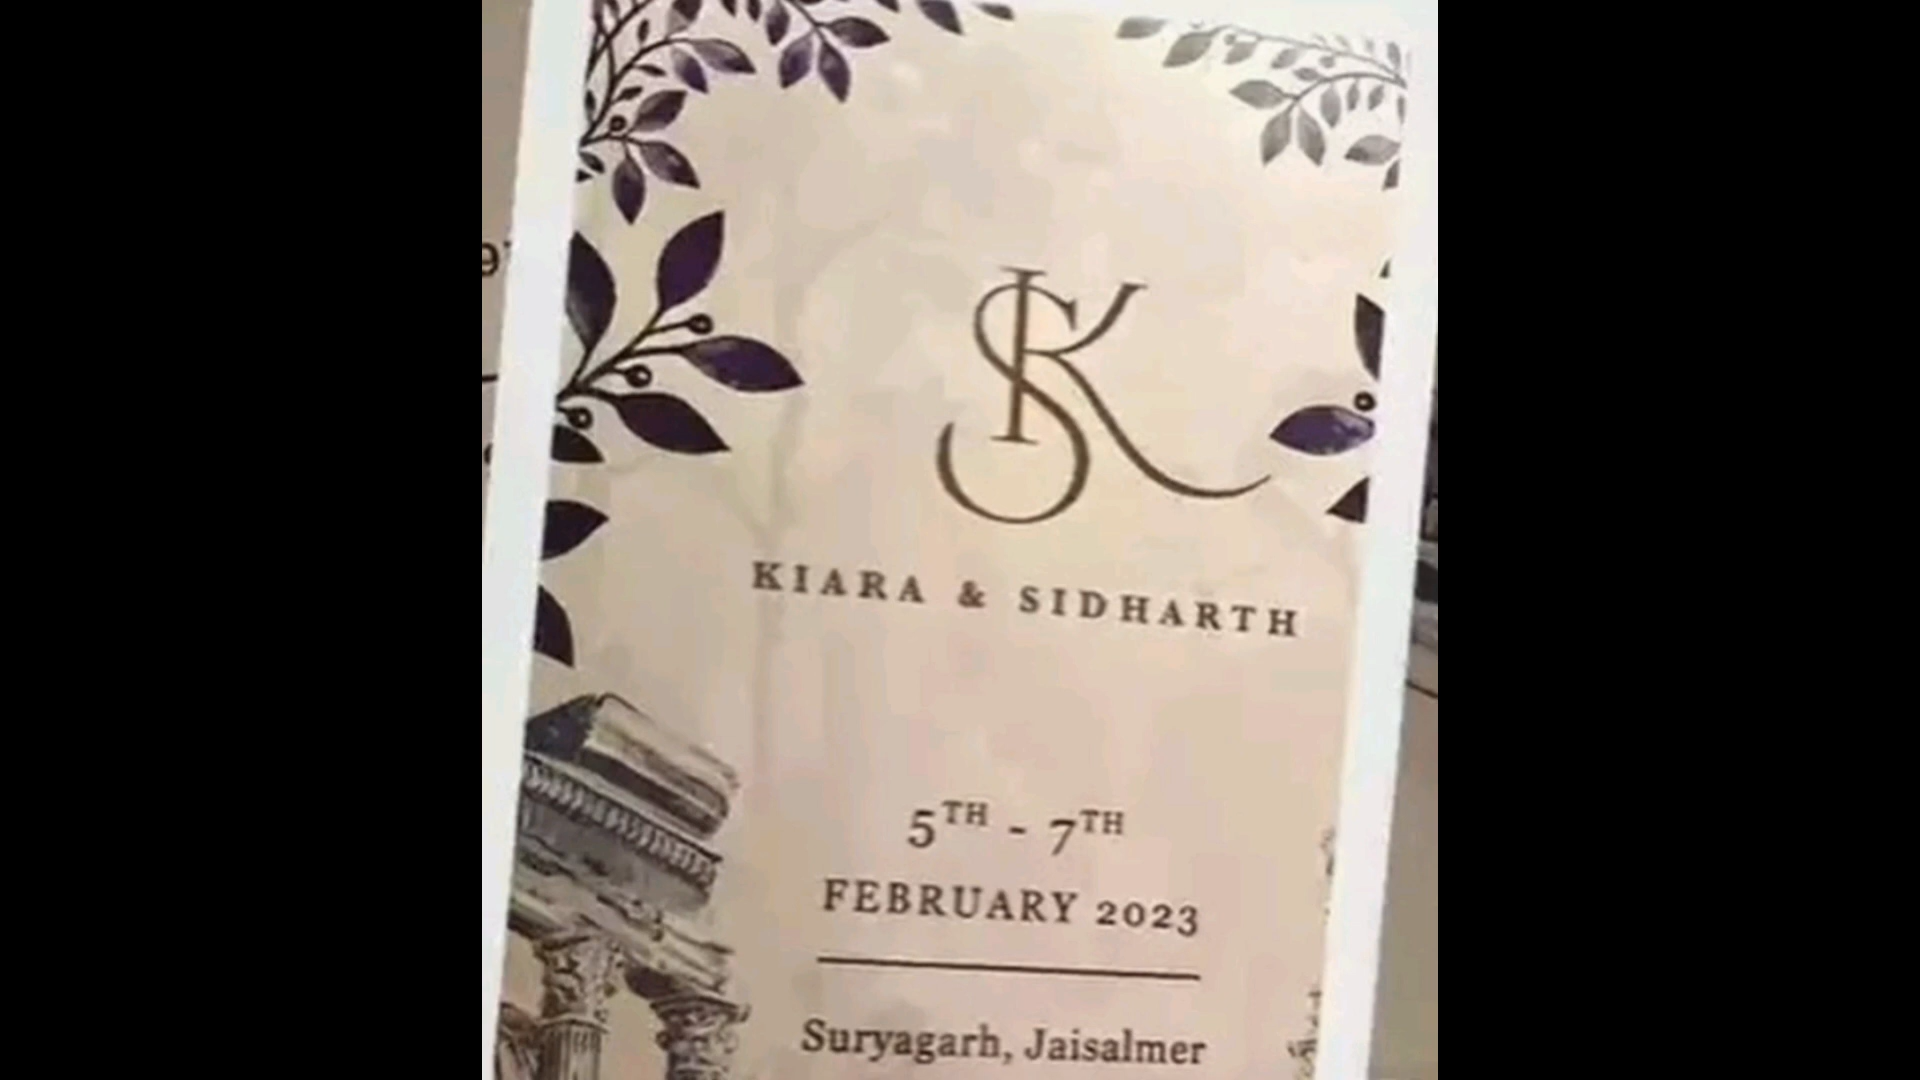 SK
KIARA & SIDHARTH
5TH - 7TH
FEBRUARY 2023
Suryagarh, Jaisalmer